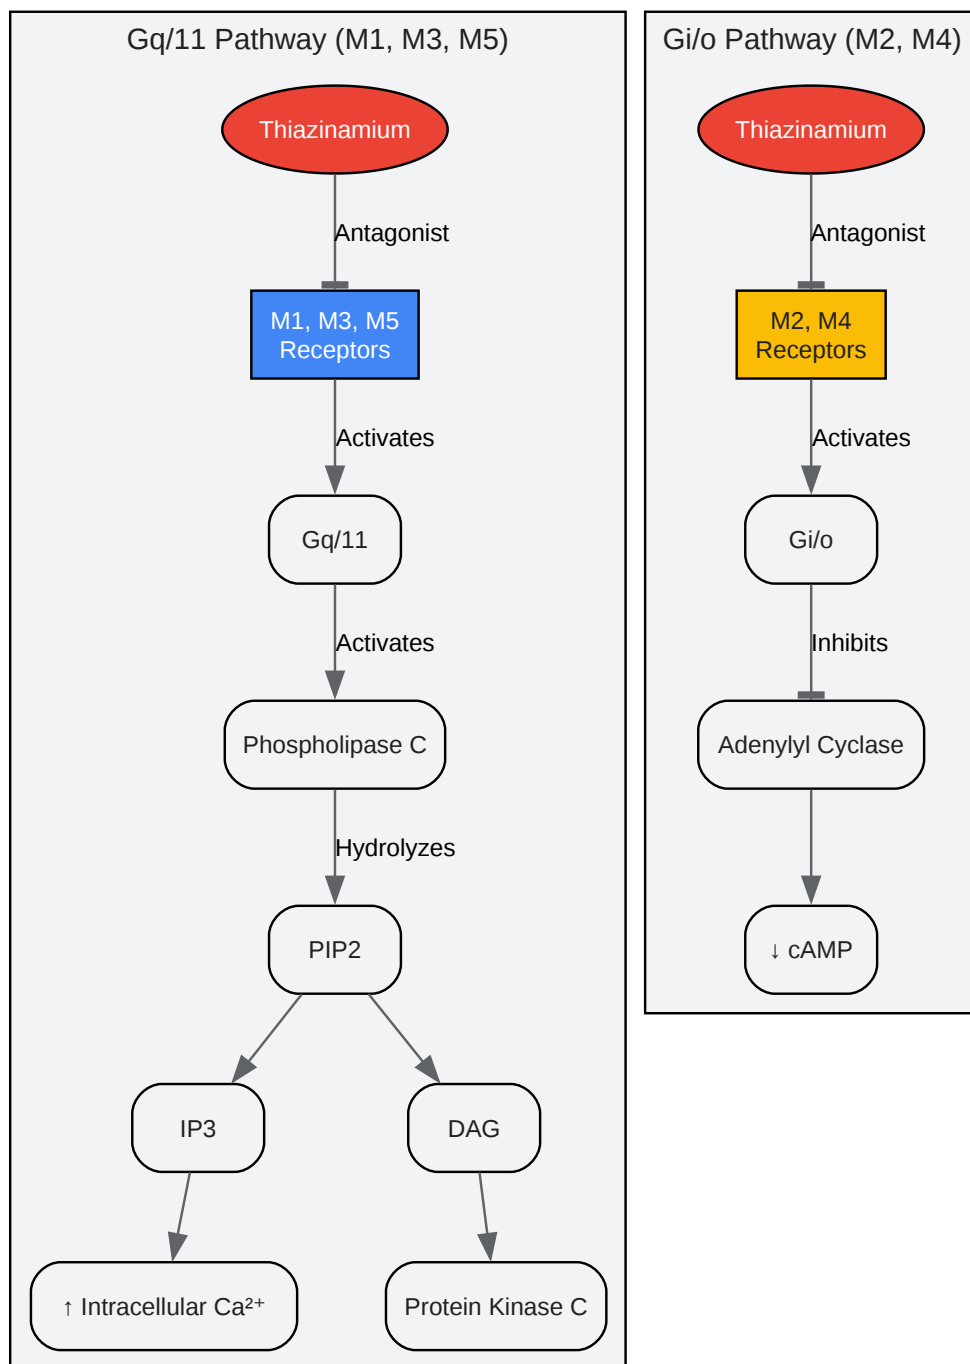 Gq/11 Pathway (M1, M3, M5)
Thiazinamium
Antagonist
M1, M3, M5
Receptors
Activates
Gq/11
Activates
Phospholipase C
Hydrolyzes
PIP2
IP3
DAG
↑ Intracellular Ca²⁺
Protein Kinase C
Gi/o Pathway (M2, M4)
Thiazinamium
Antagonist
M2, M4
Receptors
Activates
Gi/o
Inhibits
Adenylyl Cyclase
↓ cAMP